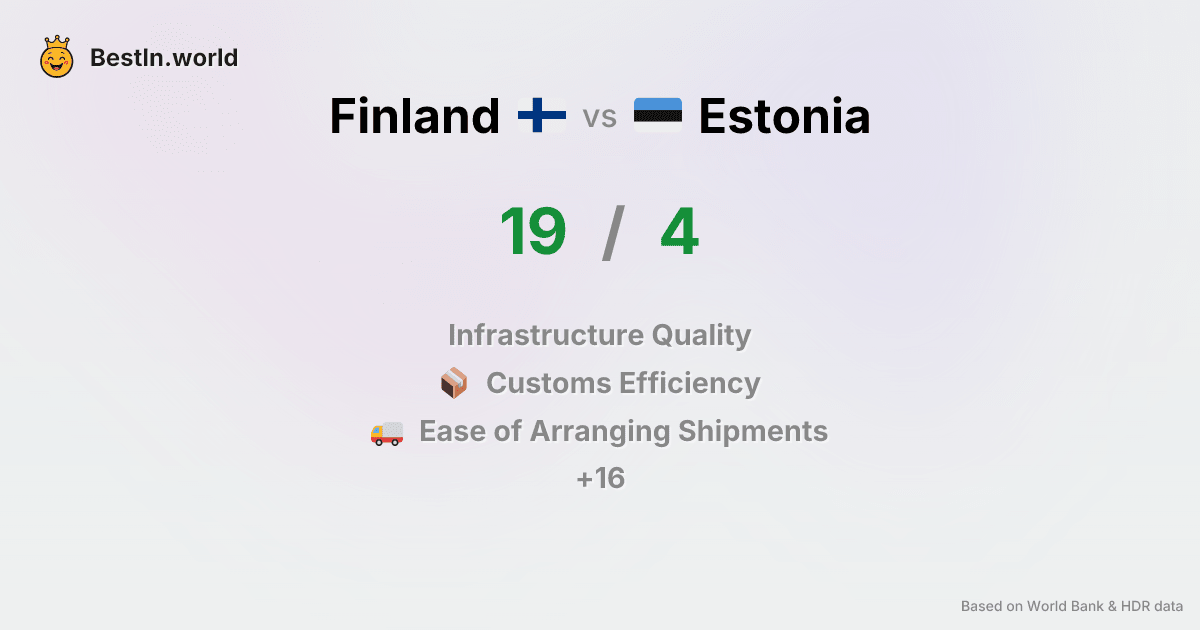 BestIn.world
Finland vs Estonia
19 / 4
Infrastructure Quality
Customs Efficiency
Ease of Arranging Shipments
+16
Based on World Bank & HDR data